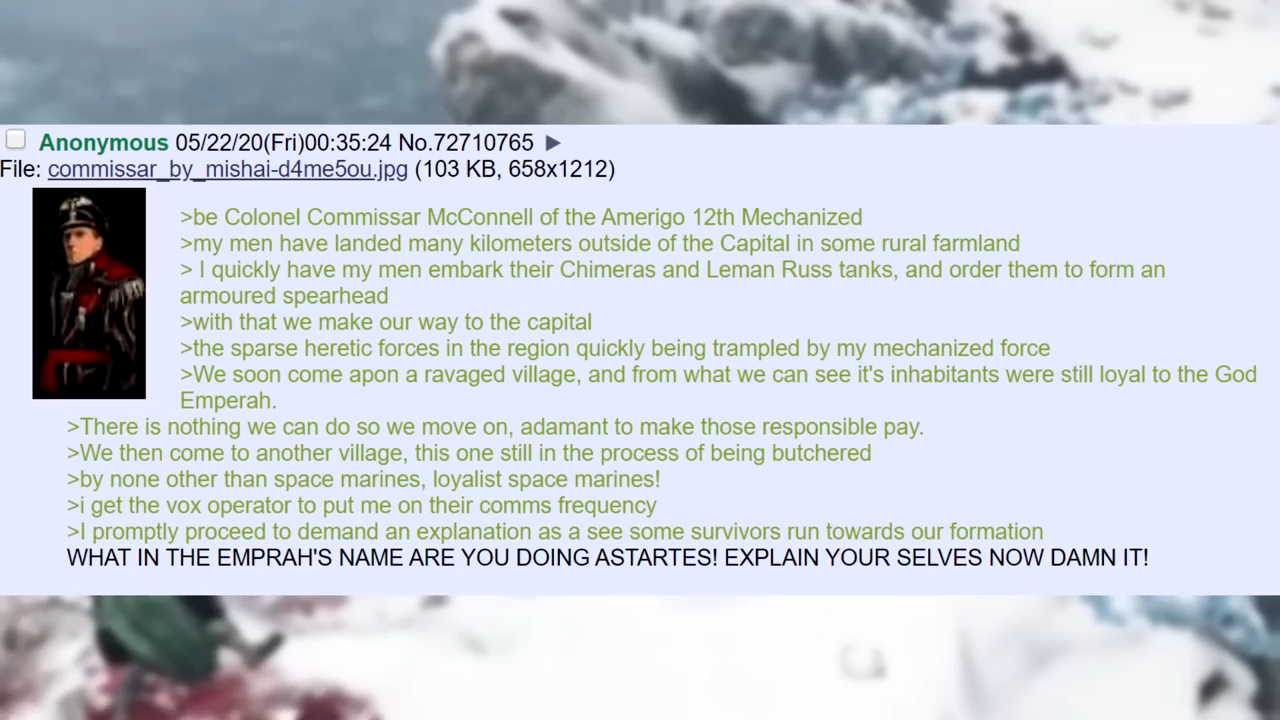 Anonymous 05/22/20(Fri)00:35:24 No.72710765 ▶
File: commissar_by_mishai-d4me5ou.jpg (103 KB, 658x1212)
>be Colonel Commissar McConnell of the Amerigo 12th Mechanized
>my men have landed many kilometers outside of the Capital in some rural farmland
> I quickly have my men embark their Chimeras and Leman Russ tanks, and order them to form an
armoured spearhead
>with that we make our way to the capital
>the sparse heretic forces in the region quickly being trampled by my mechanized force
>We soon come apon a ravaged village, and from what we can see it's inhabitants were still loyal to the God
Emperah.
>There is nothing we can do so we move on, adamant to make those responsible pay.
>We then come to another village, this one still in the process of being butchered
>by none other than space marines, loyalist space marines!
>i get the vox operator to put me on their comms frequency
>I promptly proceed to demand an explanation as a see some survivors run towards our formation
WHAT IN THE EMPRAH'S NAME ARE YOU DOING ASTARTES! EXPLAIN YOUR SELVES NOW DAMN IT!